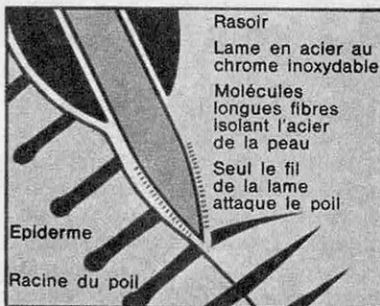 Rasoir
Lame en acier au
chrome inoxydable
Molécules
longues fibres
isolant l'acier
de la peau
Seul le fil
de la lame
attaque le poil
Epiderme
Racine du poil